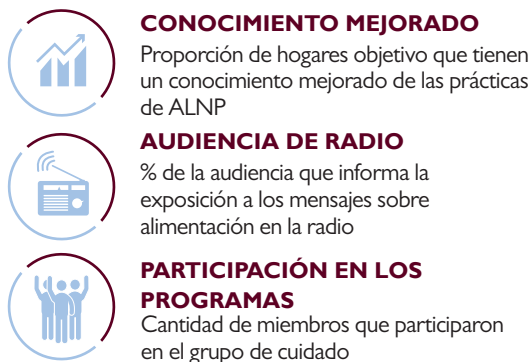 CONOCIMIENTO MEJORADO
Proporción de hogares objetivo que tienen
un conocimiento mejorado de las prácticas
de ALNP
AUDIENCIA DE RADIO
% de la audiencia que informa la
exposición a los mensajes sobre
alimentación en la radio
PARTICIPACIÓN EN LOS
PROGRAMAS
Cantidad de miembros que participaron
en el grupo de cuidado